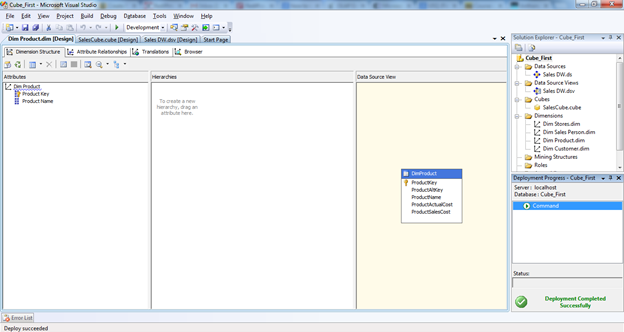 Cube_First - Microsoft Visual Studio
File Edit View Project Build Debug Database Tools Window Help
Development
Dim Product.dim [Design] SalesCube.cube [Design] Sales DW.dsv [Design] Start Page
Dimension Structure Attribute Relationships Translations Browser
Attributes
Dim Product
Product Key
Product Name
Hierarchies
To create a new
hierarchy, drag an
attribute here.
Data Source View
DimProduct
ProductKey
ProductAltKey
ProductName
ProductActualCost
ProductSalesCost
Solution Explorer - Cube_First
Cube_First
Data Sources
Sales DW.ds
Data Source Views
Sales DW.dsv
Cubes
SalesCube.cube
Dimensions
Dim Stores.dim
Dim Sales Person.dim
Dim Product.dim
Dim Customer.dim
Mining Structures
Roles
Deployment Progress - Cube_First
Server : localhost
Database : Cube_First
Command
Status:
Deployment Completed
Successfully
Error List
Deploy succeeded